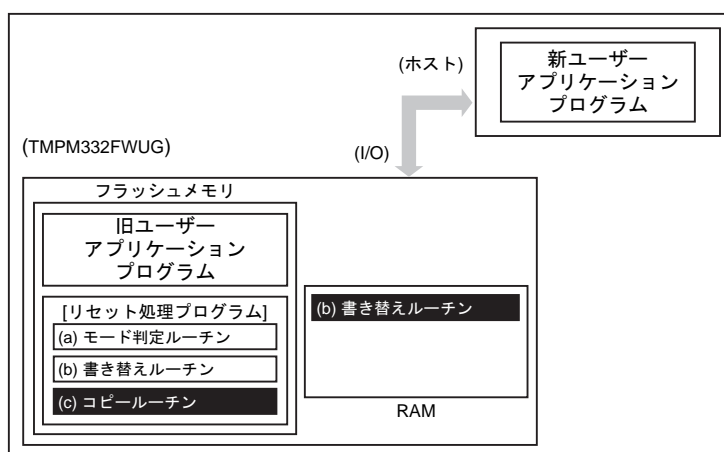 (ホスト)
新ユーザー
アプリケーション
プログラム
(TMPM332FWUG)
(I/O)
フラッシュメモリ
旧ユーザー
アプリケーション
プログラム
[リセット処理プログラム]
(a) モード判定ルーチン
(b) 書き替えルーチン
(c) コピールーチン
(b) 書き替えルーチン
RAM